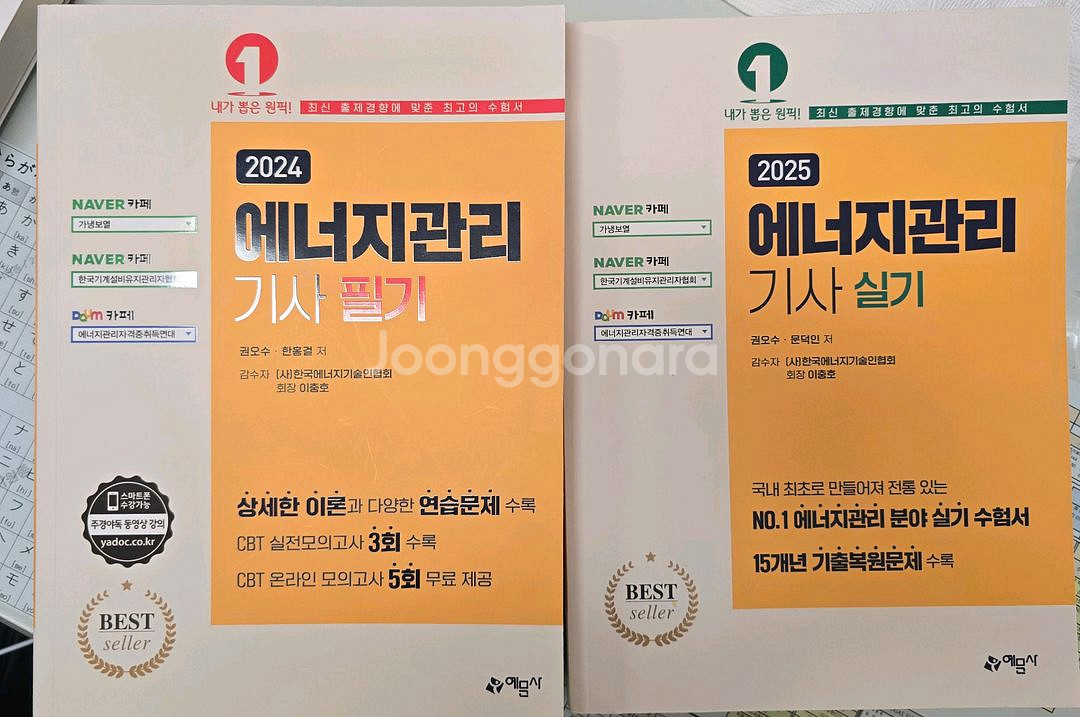 1
내가 뽑은 원픽!
최신 출제경향에 맞춘 최고의 수험서
2024
에너지관리
기사 필기
권오수 · 한홍걸 저
감수자 (사)한국에너지기술인협회
회장 이충호
NAVER 카페
가냉보열
NAVER 카페
한국기계설비유지관리자협회
Daum 카페
에너지관리자격증취득연대
상세한 이론과 다양한 연습문제 수록
CBT 실전모의고사 3회 수록
CBT 온라인 모의고사 5회 무료 제공
스마트폰
수강가능
주경야독 동영상 강의
yadoc.co.kr
BEST
seller
예문사
1
내가 뽑은 원픽!
최신 출제경향에 맞춘 최고의 수험서
2025
에너지관리
기사 실기
권오수 · 문덕인 저
감수자 (사)한국에너지기술인협회
회장 이충호
NAVER 카페
가냉보열
NAVER 카페
한국기계설비유지관리자협회
Daum 카페
에너지관리자격증취득연대
국내 최초로 만들어져 전통 있는
NO.1 에너지관리 분야 실기 수험서
15개년 기출복원문제 수록
BEST
seller
예문사
Joonggonara